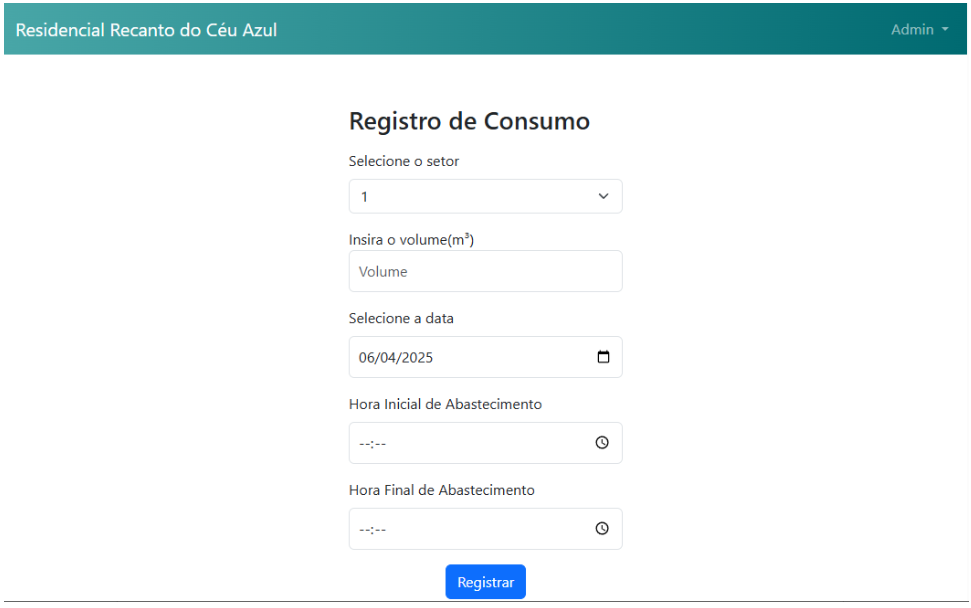 Residencial Recanto do Céu Azul
Admin
Registro de Consumo
Selecione o setor
1
Insira o volume(m³)
Volume
Selecione a data
06/04/2025
Hora Inicial de Abastecimento
--:--
Hora Final de Abastecimento
--:--
Registrar